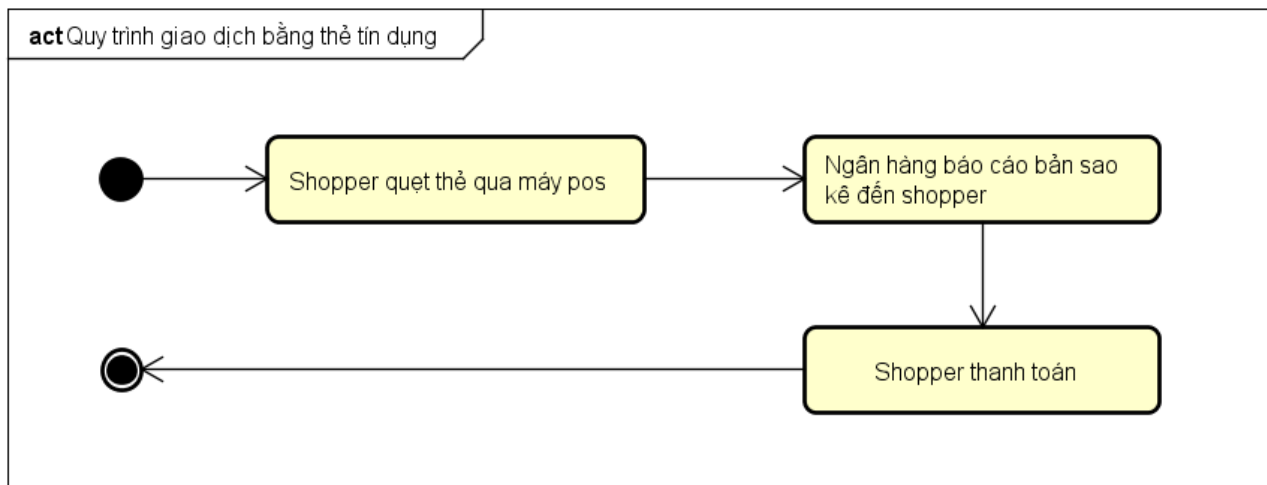 act Quy trình giao dịch bằng thẻ tín dụng
Shopper quẹt thẻ qua máy pos
Ngân hàng báo cáo bản sao
kê đến shopper
Shopper thanh toán